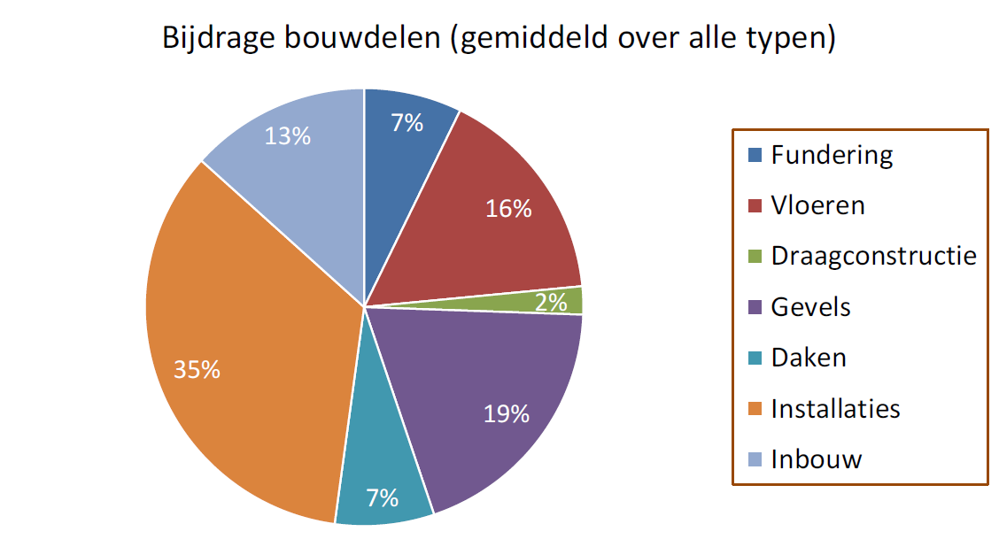 Bijdrage bouwdelen (gemiddeld over alle typen)
7%
16%
2%
19%
7%
35%
13%
Fundering
Vloeren
Draagconstructie
Gevels
Daken
Installaties
Inbouw